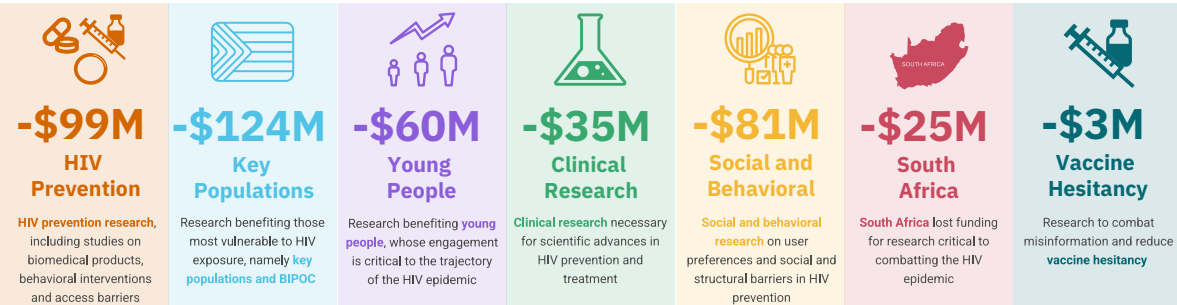 -$99M
HIV
Prevention
HIV prevention research,
including studies on
biomedical products,
behavioral interventions
and access barriers
-$124M
Key
Populations
Research benefiting those
most vulnerable to HIV
exposure, namely key
populations and BIPOC
-$60M
Young
People
Research benefiting young
people, whose engagement
is critical to the trajectory
of the HIV epidemic
-$35M
Clinical
Research
Clinical research necessary
for scientific advances in
HIV prevention and
treatment
-$81M
Social and
Behavioral
Social and behavioral
research on user
preferences and social and
structural barriers in HIV
prevention
SOUTH AFRICA
-$25M
South
Africa
South Africa lost funding
for research critical to
combatting the HIV
epidemic
-$3M
Vaccine
Hesitancy
Research to combat
misinformation and reduce
vaccine hesitancy